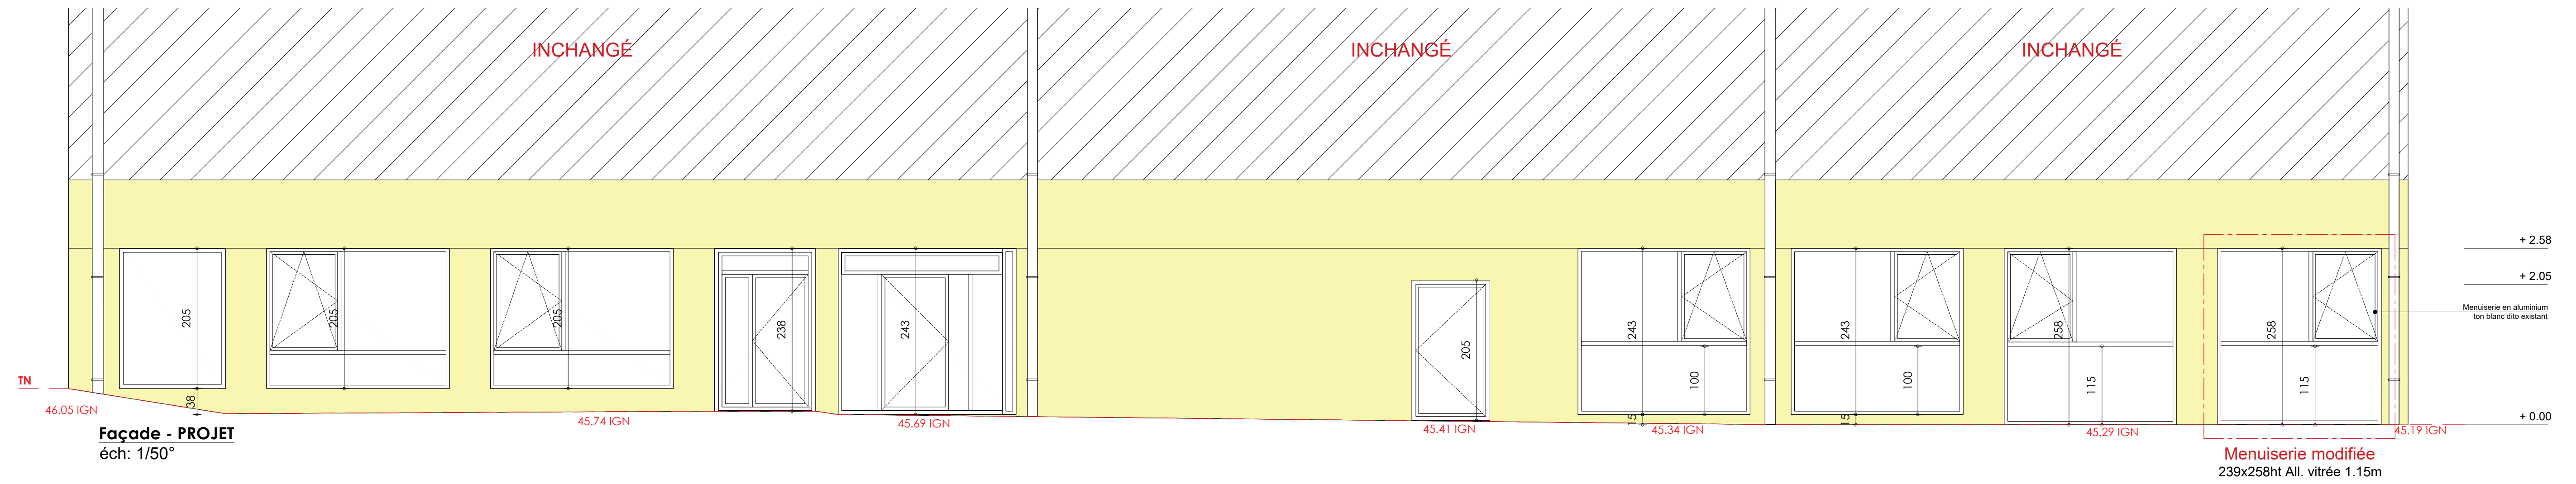 INCHANGÉ
INCHANGÉ
INCHANGÉ
+ 2.58
+ 2.05
Menuiserie en aluminium
ton blanc dito existant
205
205
205
238
243
205
243
243
258
258
100
100
115
115
38
15
15
+ 0.00
TN
46.05 IGN
45.74 IGN
45.69 IGN
45.41 IGN
45.34 IGN
45.29 IGN
45.19 IGN
Façade - PROJET
éch: 1/50°
Menuiserie modifiée
239x258ht All. vitrée 1.15m